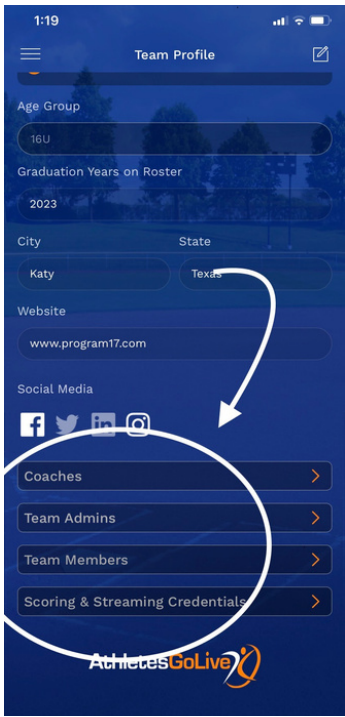 1:19
Team Profile
Age Group
16U
Graduation Years on Roster
2023
City State
Katy Texas
Website
www.program17.com
Social Media
Coaches
Team Admins
Team Members
Scoring & Streaming Credentials
AthletesGoLive